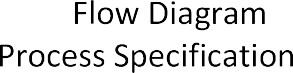 Flow Diagram
Process Specification